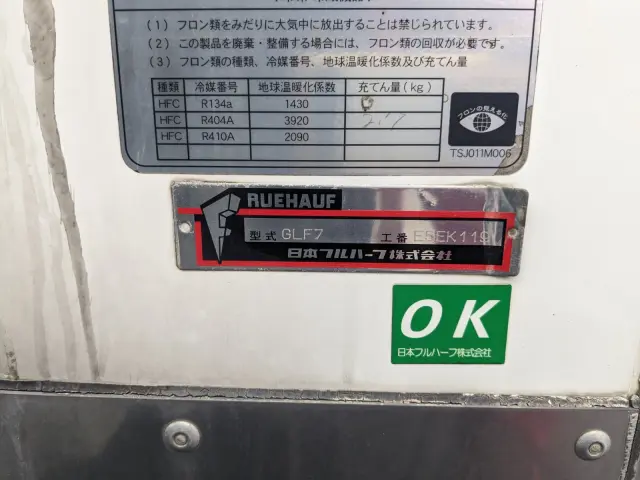 (1) フロン類をみだりに大気中に放出することは禁じられています。
(2) この製品を廃棄・整備する場合には、フロン類の回収が必要です。
(3) フロン類の種類、冷媒番号、地球温暖化係数及び充てん量
種類 冷媒番号 地球温暖化係数 充てん量(kg)
HFC R134a 1430
HFC R404A 3920
HFC R410A 2090
フロンの見える化
TSJ011M006
RUEHAUF
型式 GLF7 工番 ESEK119
日本フルハーフ株式会社
OK
日本フルハーフ株式会社